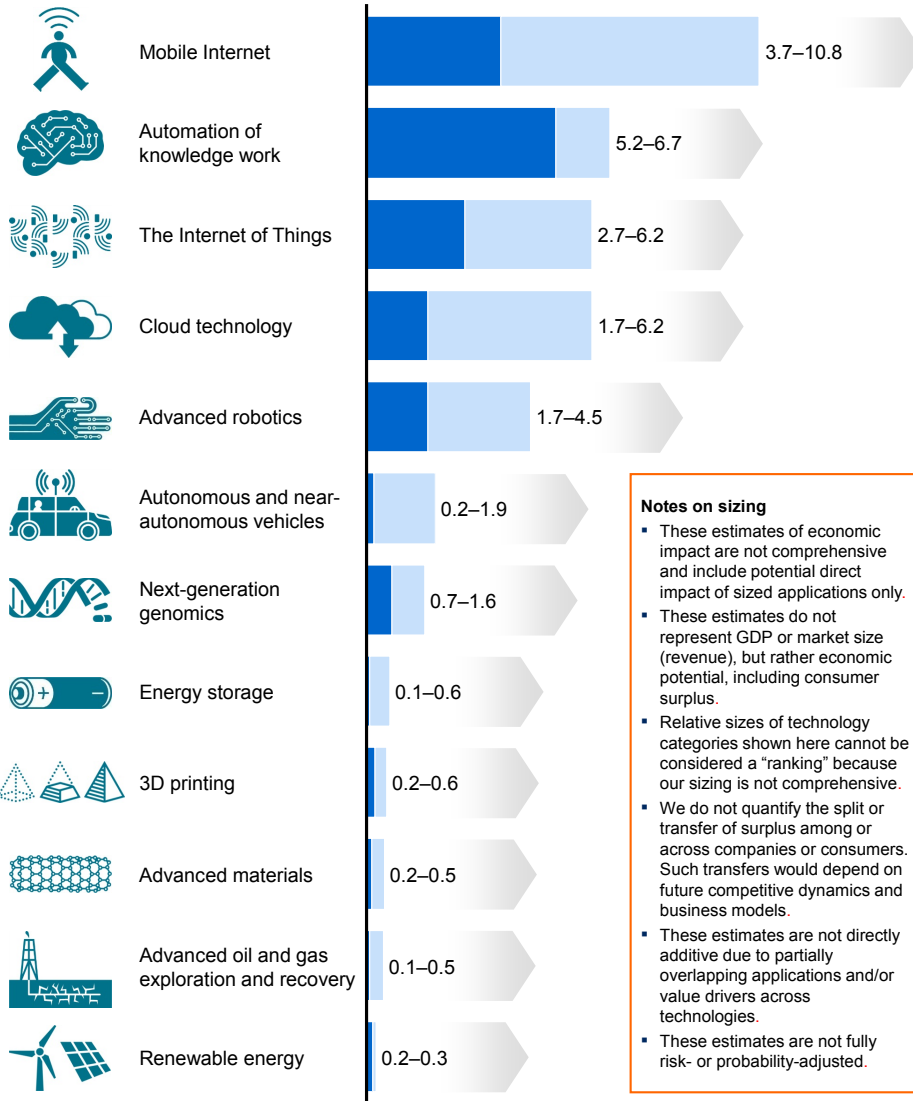 Mobile Internet
3.7–10.8
Automation of
knowledge work
5.2–6.7
The Internet of Things
2.7–6.2
Cloud technology
1.7–6.2
Advanced robotics
1.7–4.5
Autonomous and near-
autonomous vehicles
0.2–1.9
Next-generation
genomics
0.7–1.6
Energy storage
+ −
0.1–0.6
3D printing
0.2–0.6
Advanced materials
0.2–0.5
Advanced oil and gas
exploration and recovery
0.1–0.5
Renewable energy
0.2–0.3
Notes on sizing
▪ These estimates of economic
impact are not comprehensive
and include potential direct
impact of sized applications only.
▪ These estimates do not
represent GDP or market size
(revenue), but rather economic
potential, including consumer
surplus.
▪ Relative sizes of technology
categories shown here cannot be
considered a “ranking” because
our sizing is not comprehensive.
▪ We do not quantify the split or
transfer of surplus among or
across companies or consumers.
Such transfers would depend on
future competitive dynamics and
business models.
▪ These estimates are not directly
additive due to partially
overlapping applications and/or
value drivers across
technologies.
▪ These estimates are not fully
risk- or probability-adjusted.